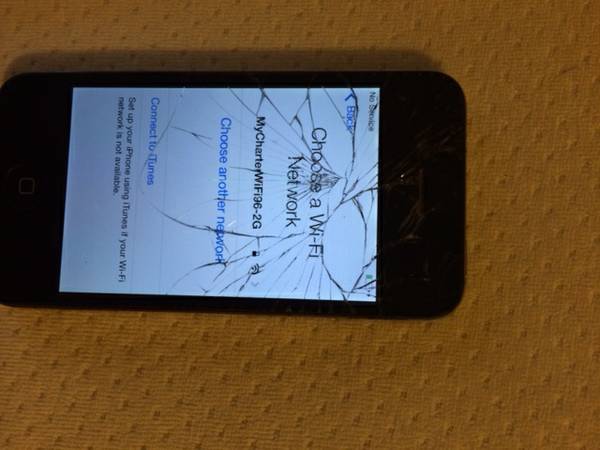 No Service
Back
Choose a Wi-Fi
Network
MyCharterWiFi96-2G
Choose another network
Connect to iTunes
Set up your iPhone using iTunes if your Wi-Fi
network is not available.